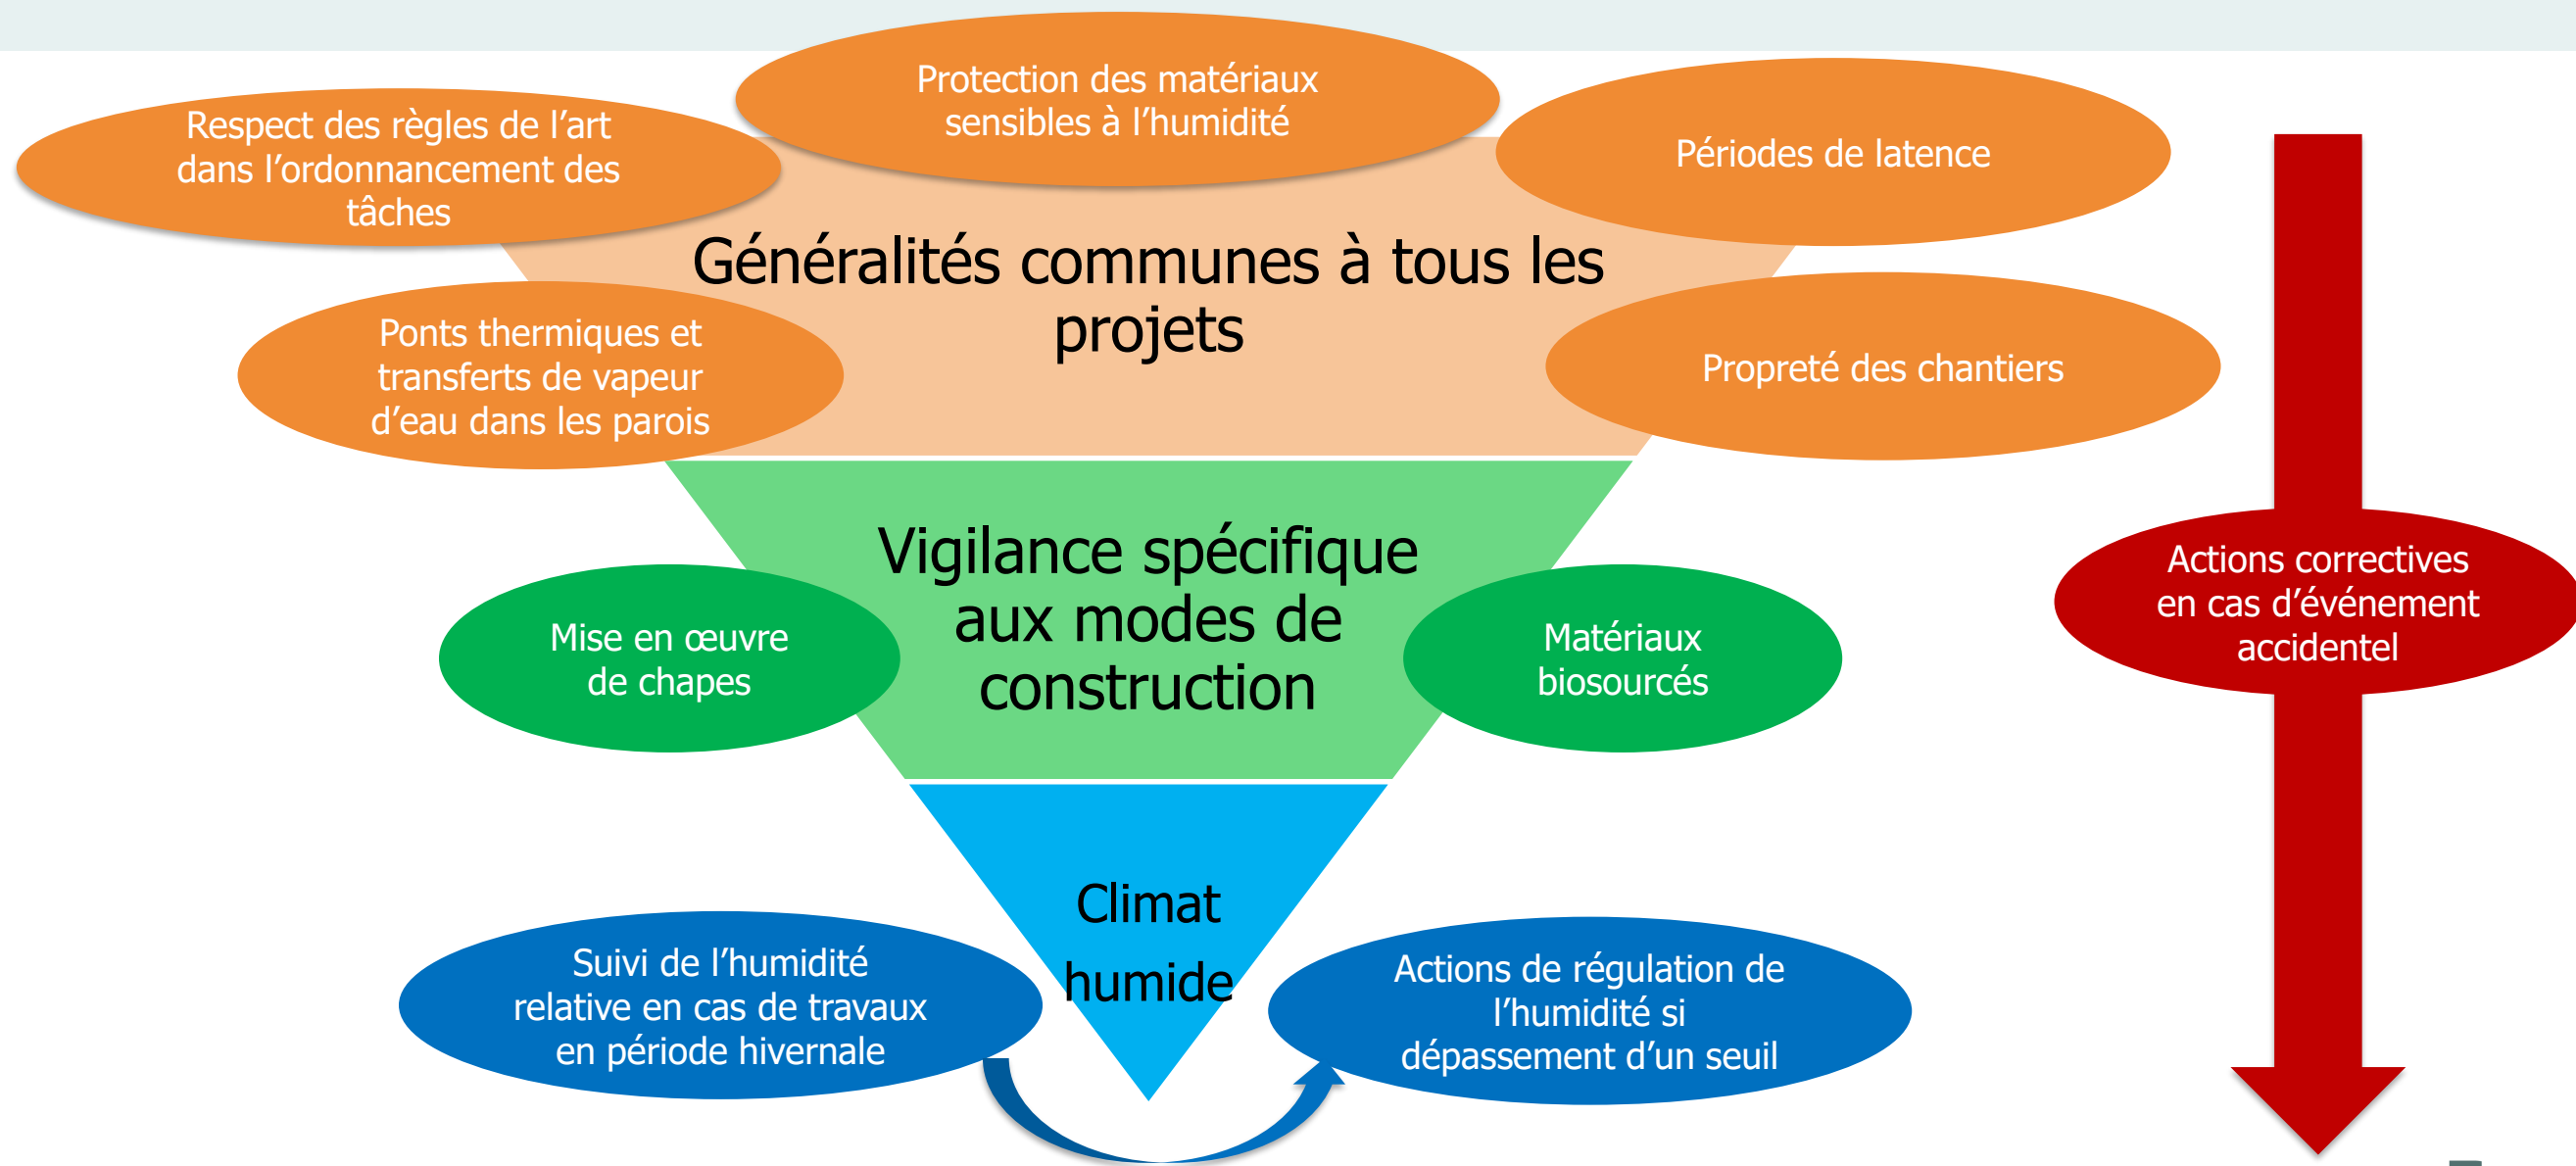 Protection des matériaux
sensibles à l’humidité
Respect des règles de l’art
dans l’ordonnancement des
tâches
Périodes de latence
Généralités communes à tous les
projets
Ponts thermiques et
transferts de vapeur
d’eau dans les parois
Propreté des chantiers
Vigilance spécifique
aux modes de
construction
Mise en œuvre
de chapes
Matériaux
biosourcés
Actions correctives
en cas d’événement
accidentel
Climat
humide
Suivi de l’humidité
relative en cas de travaux
en période hivernale
Actions de régulation de
l’humidité si
dépassement d’un seuil